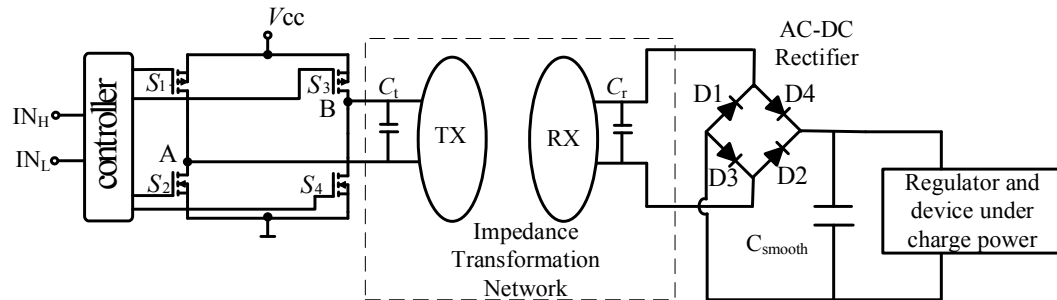 Vcc
AC-DC
Rectifier
controller
INH
INL
S1
S2
S3
S4
A
B
Ct
TX
RX
Cr
Impedance
Transformation
Network
D1
D4
D3
D2
Csmooth
Regulator and
device under
charge power